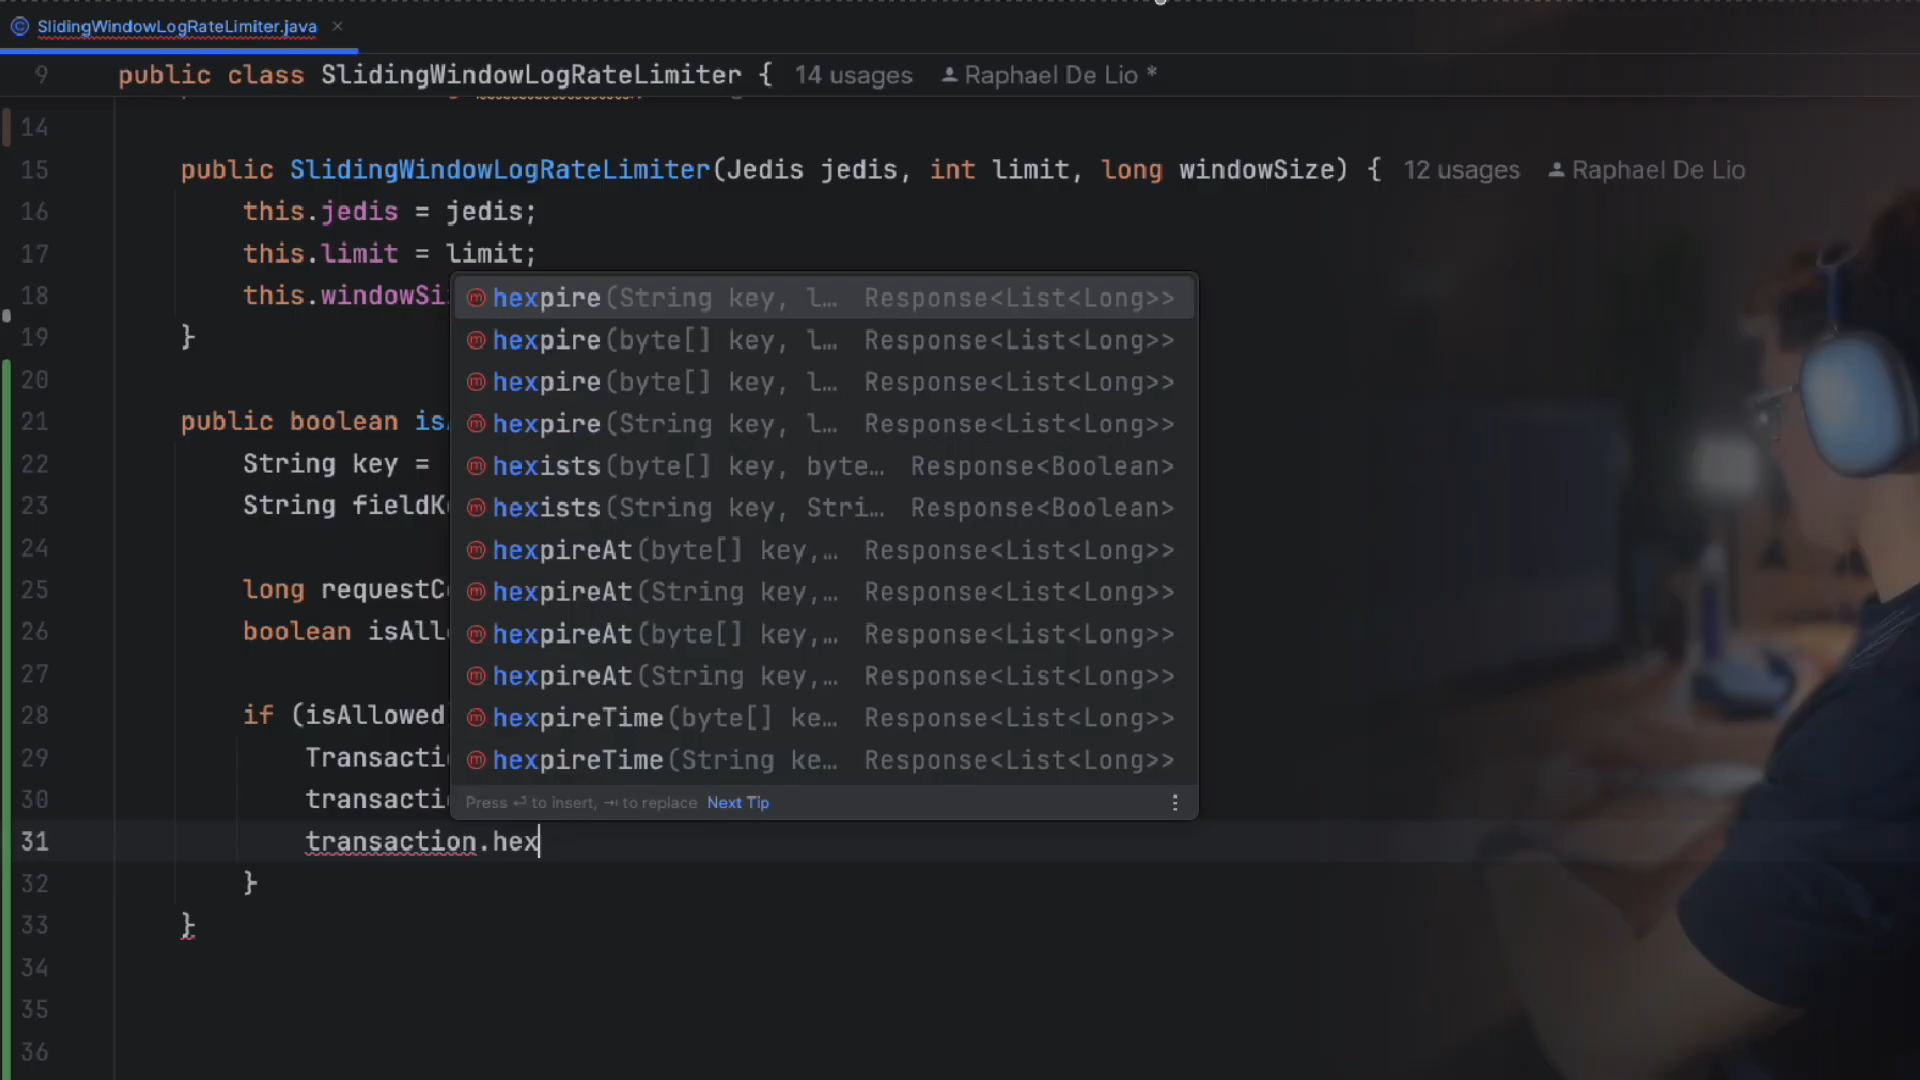 SlidingWindowLogRateLimiter.java
9 public class SlidingWindowLogRateLimiter { 14 usages Raphael De Lio *
14
15 public SlidingWindowLogRateLimiter(Jedis jedis, int limit, long windowSize) { 12 usages Raphael De Lio
16 this.jedis = jedis;
17 this.limit = limit;
18 this.windowSi
19 }
20
21 public boolean is
22 String key =
23 String fieldK
24
25 long requestC
26 boolean isAll
27
28 if (isAllowed
29 Transacti
30 transacti
31 transaction.hex
32 }
33 }
34
35
36
hexpire(String key, l… Response<List<Long>>
hexpire(byte[] key, l… Response<List<Long>>
hexpire(byte[] key, l… Response<List<Long>>
hexpire(String key, l… Response<List<Long>>
hexists(byte[] key, byte… Response<Boolean>
hexists(String key, Stri… Response<Boolean>
hexpireAt(byte[] key,… Response<List<Long>>
hexpireAt(String key,… Response<List<Long>>
hexpireAt(byte[] key,… Response<List<Long>>
hexpireAt(String key,… Response<List<Long>>
hexpireTime(byte[] ke… Response<List<Long>>
hexpireTime(String ke… Response<List<Long>>
Press ⏎ to insert, ⇥ to replace Next Tip